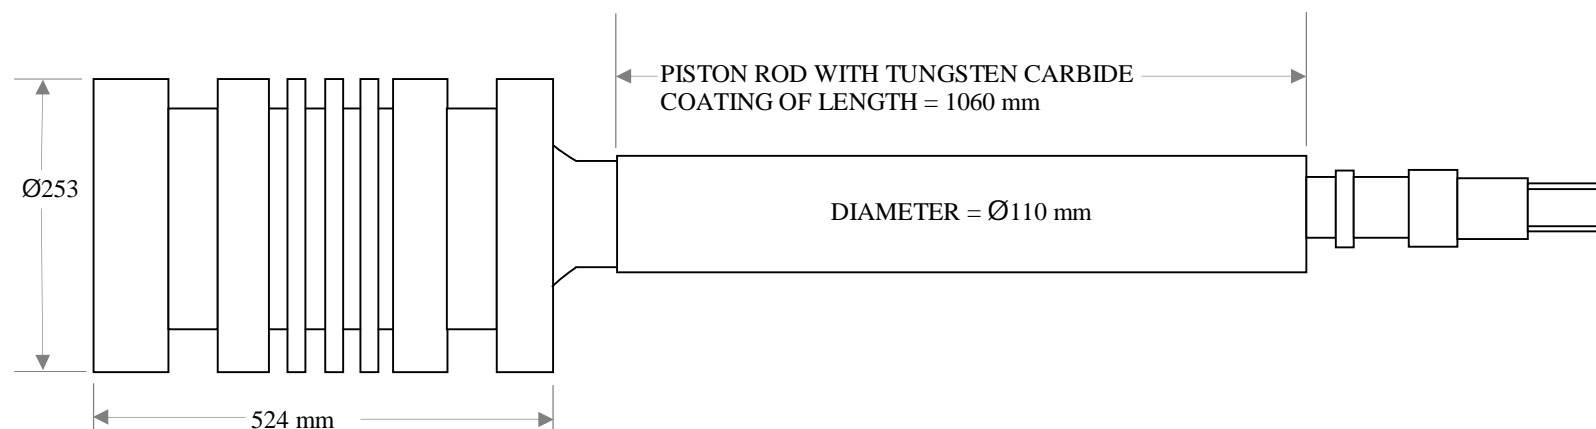 PISTON ROD WITH TUNGSTEN CARBIDE
COATING OF LENGTH = 1060 mm
Ø253
DIAMETER = Ø110 mm
524 mm